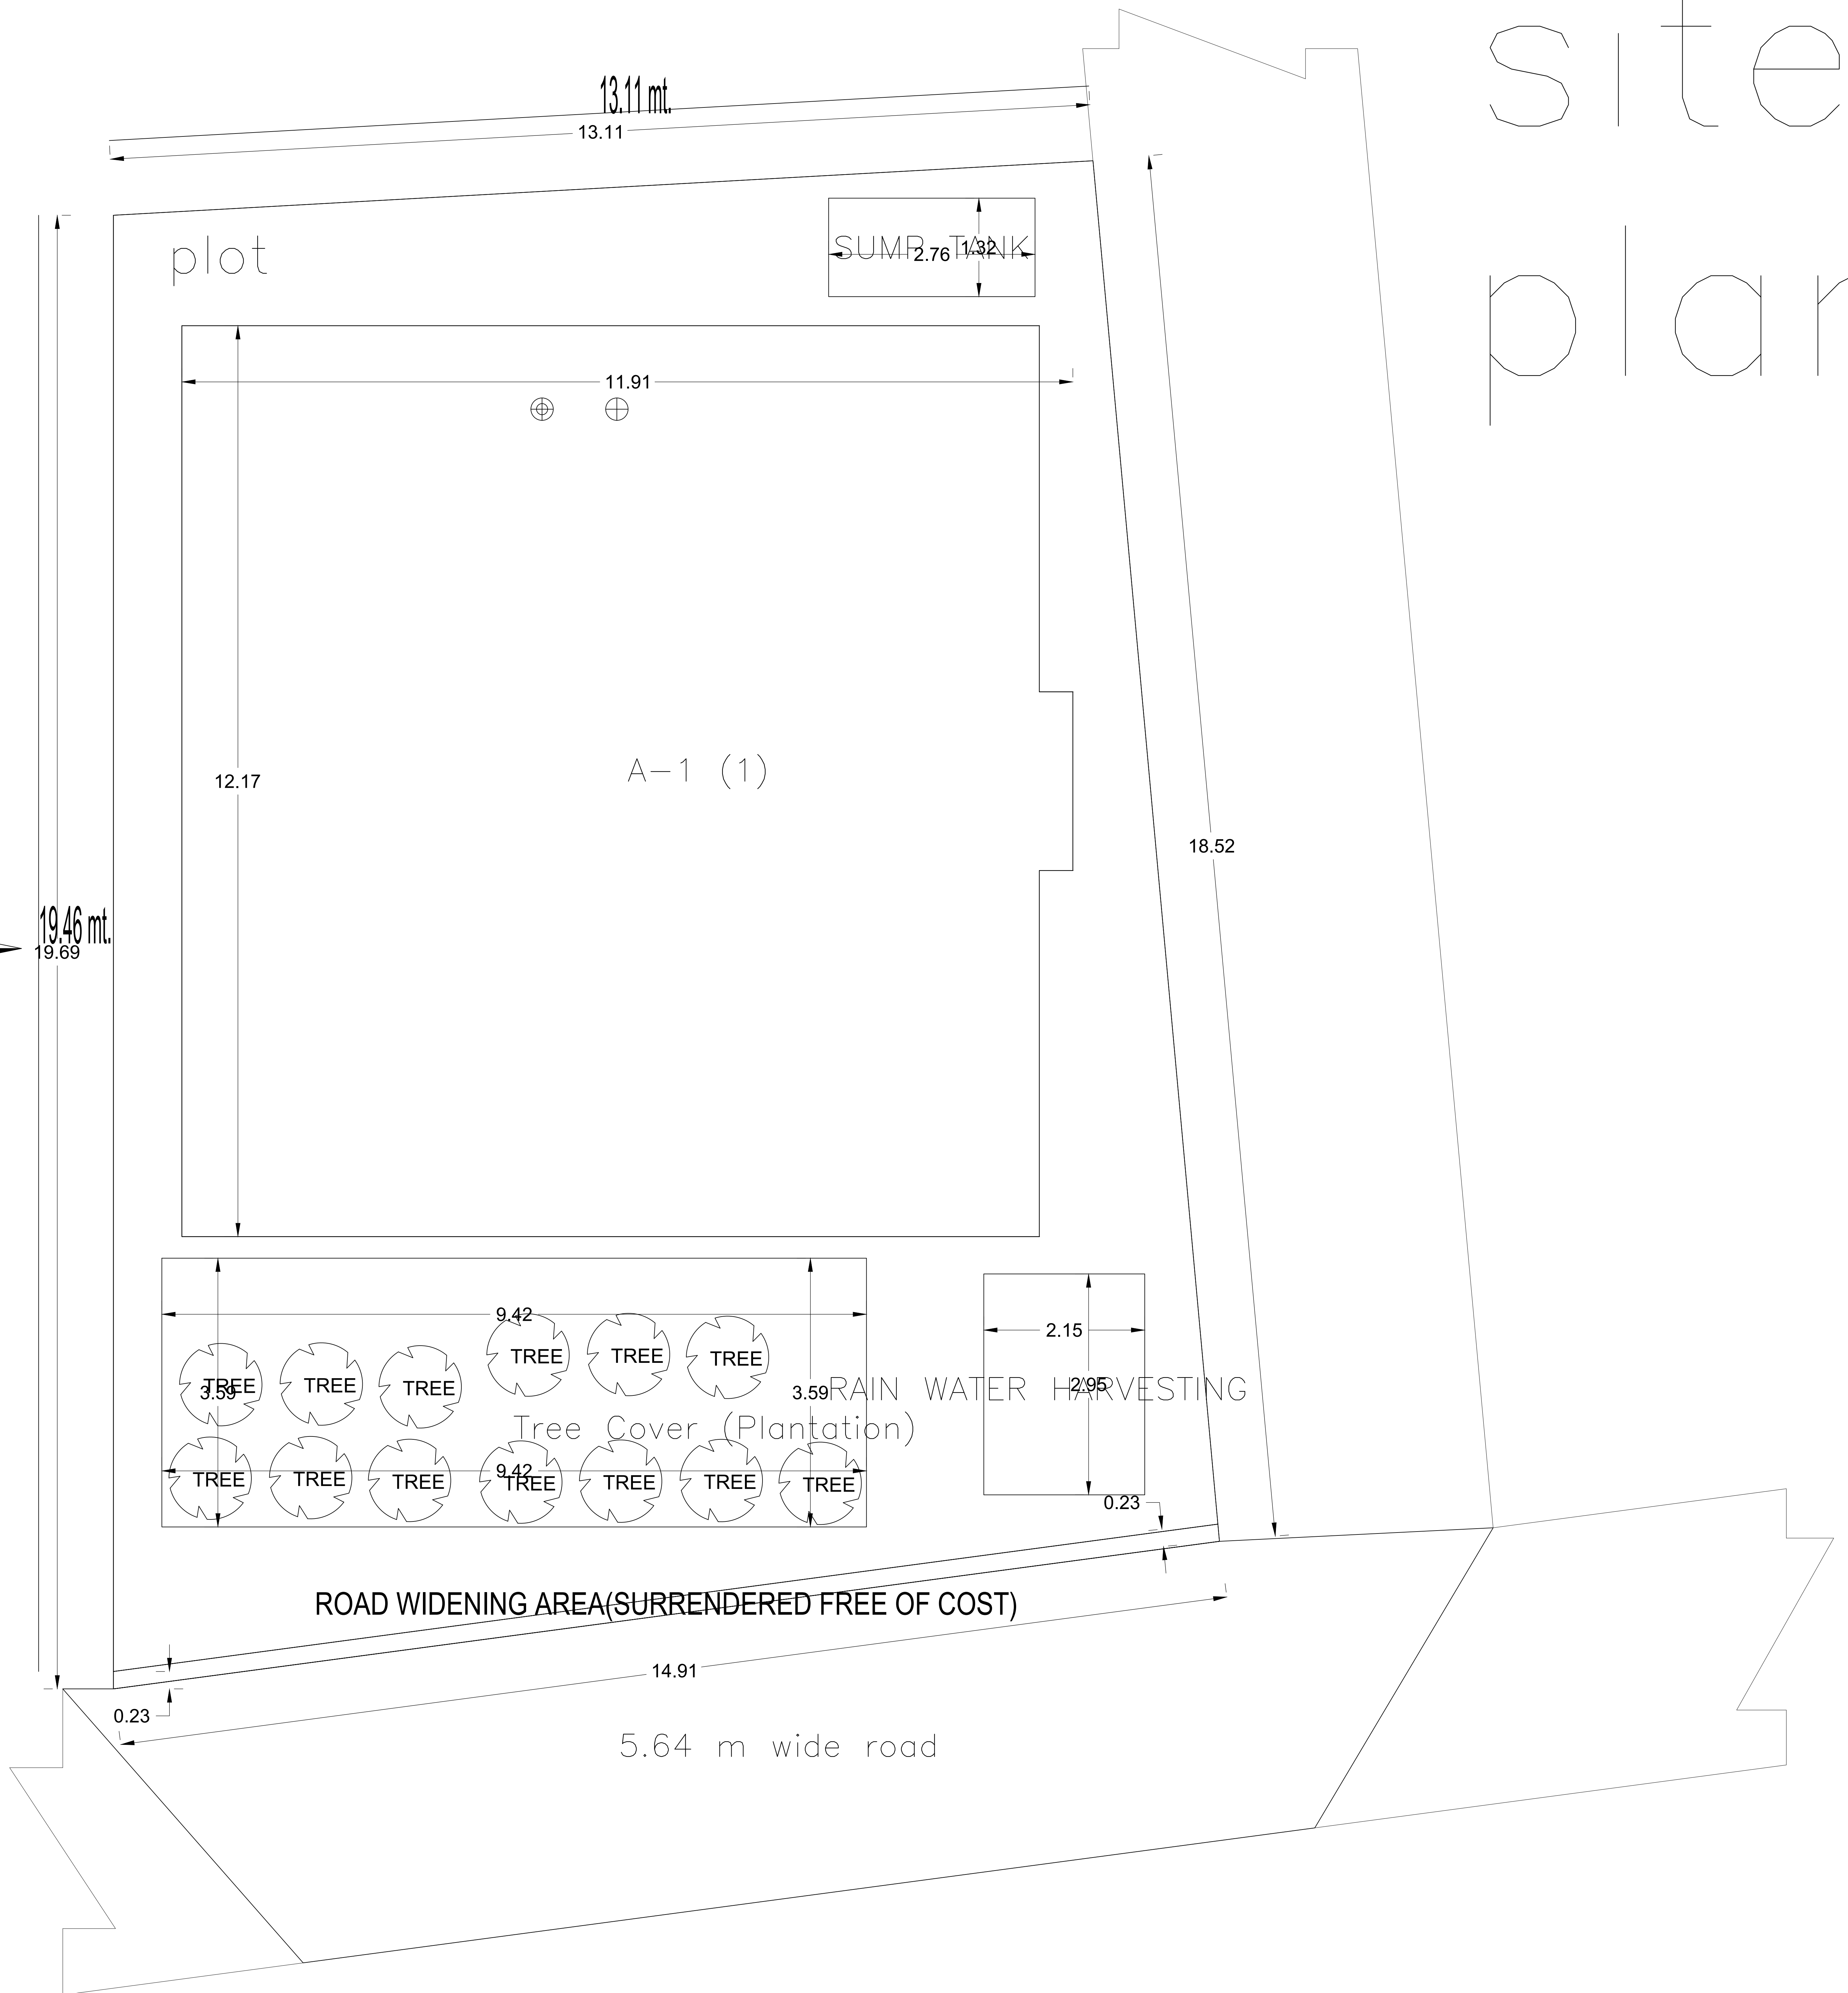 site
plan
13.11 mt.
13.11
plot
SUMP TANK
2.76
1.32
11.91
12.17
A-1 (1)
18.52
19.46 mt.
19.69
9.42
2.15
TREE
TREE
TREE
TREE
TREE
TREE
3.59
3.59
RAIN WATER HARVESTING
2.95
Tree Cover (Plantation)
9.42
TREE
TREE
TREE
TREE
TREE
TREE
TREE
0.23
ROAD WIDENING AREA(SURRENDERED FREE OF COST)
14.91
0.23
5.64 m wide road